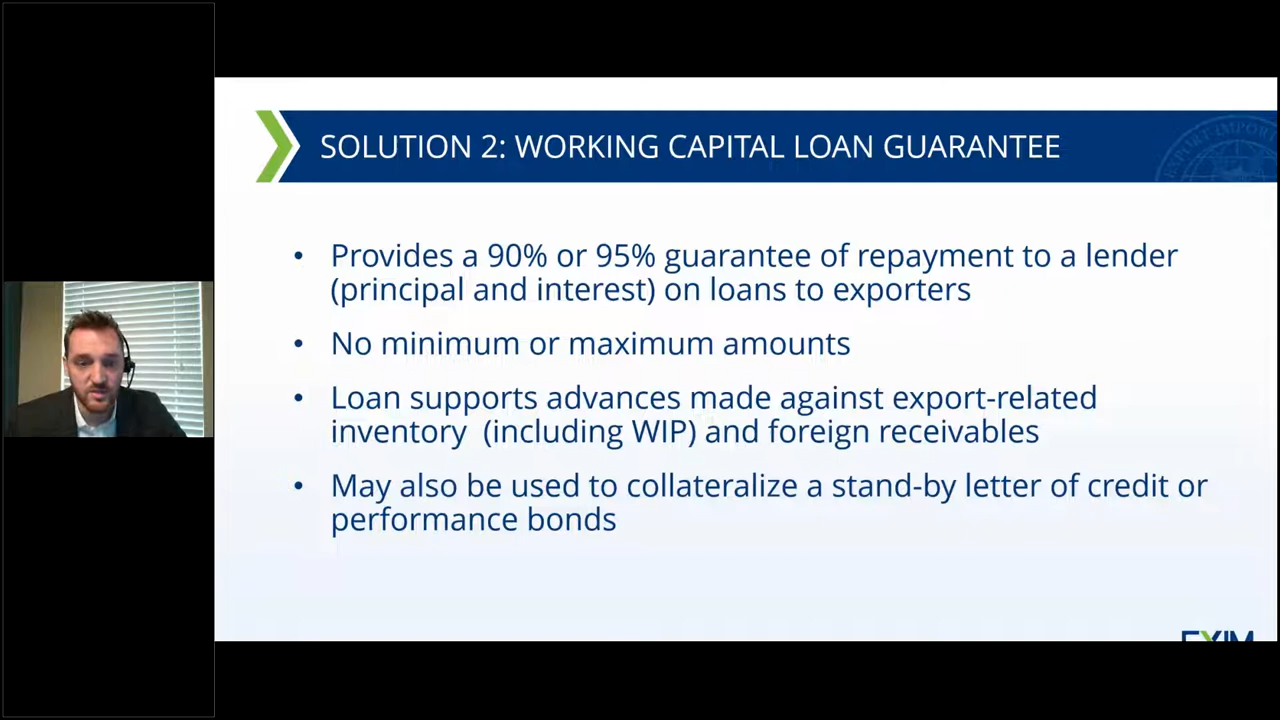 SOLUTION 2: WORKING CAPITAL LOAN GUARANTEE
• Provides a 90% or 95% guarantee of repayment to a lender
(principal and interest) on loans to exporters
• No minimum or maximum amounts
• Loan supports advances made against export-related
inventory (including WIP) and foreign receivables
• May also be used to collateralize a stand-by letter of credit or
performance bonds
EXIM